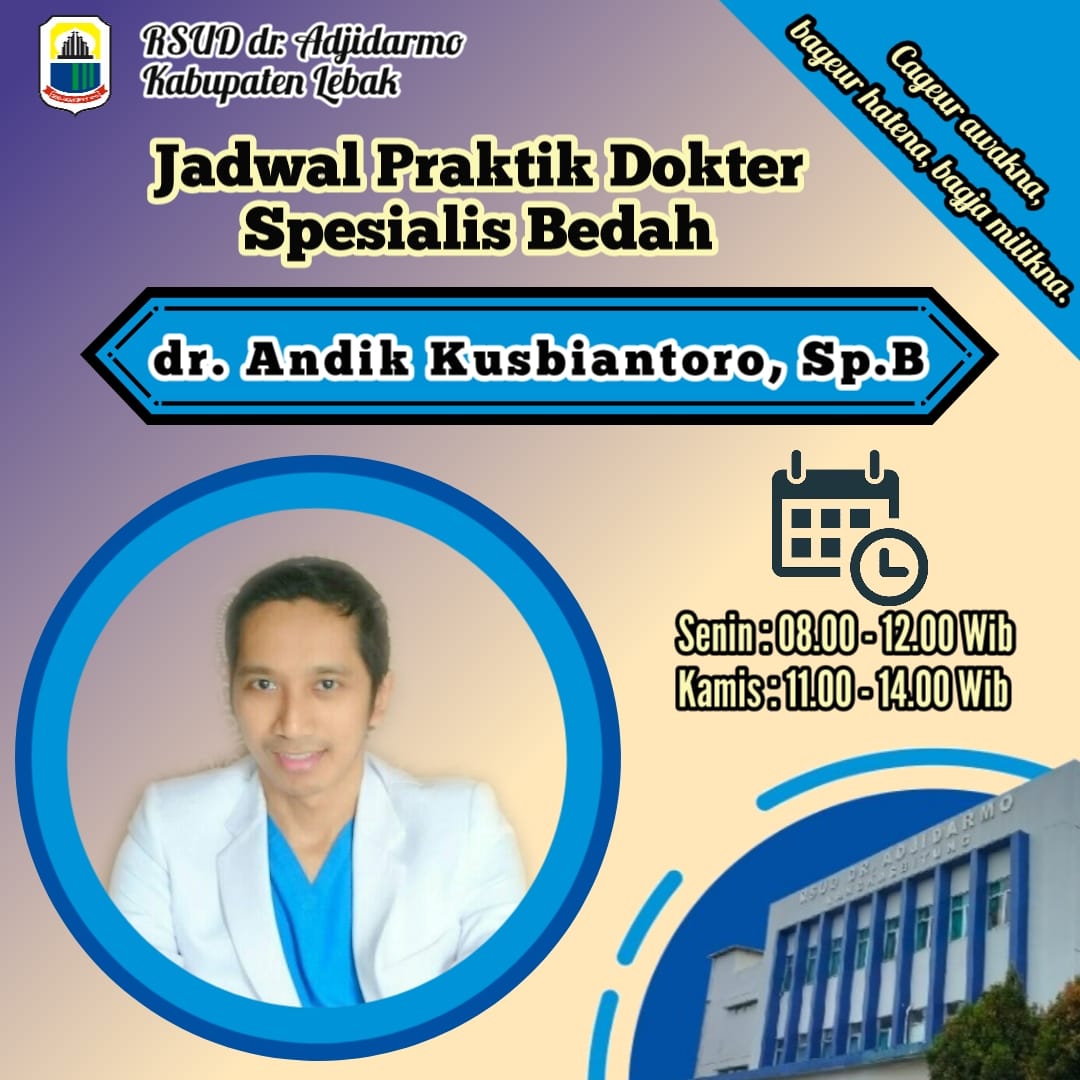 RSUD dr. Adjidarmo
Kabupaten Lebak
Cageur awakna,
bageur hatena, bagja milikna.
Jadwal Praktik Dokter
Spesialis Bedah
dr. Andik Kusbiantoro, Sp.B
Senin : 08.00 - 12.00 Wib
Kamis : 11.00 - 14.00 Wib
RSUD DR. ADJIDARMO
RANGKASBITUNG